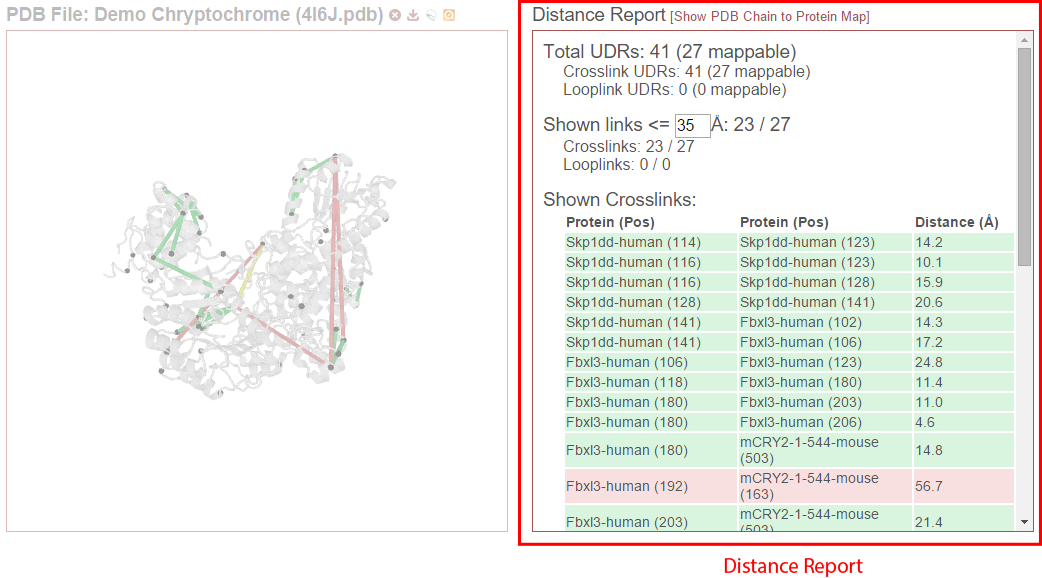 PDB File: Demo Chryptochrome (4I6J.pdb)
Distance Report [Show PDB Chain to Protein Map]
Total UDRs: 41 (27 mappable)
Crosslink UDRs: 41 (27 mappable)
Looplink UDRs: 0 (0 mappable)
Shown links <= 35 Å: 23 / 27
Crosslinks: 23 / 27
Looplinks: 0 / 0
Shown Crosslinks:
Protein (Pos) Protein (Pos) Distance (Å)
Skp1dd-human (114) Skp1dd-human (123) 14.2
Skp1dd-human (116) Skp1dd-human (123) 10.1
Skp1dd-human (116) Skp1dd-human (128) 15.9
Skp1dd-human (128) Skp1dd-human (141) 20.6
Skp1dd-human (141) Fbxl3-human (102) 14.3
Skp1dd-human (141) Fbxl3-human (106) 17.2
Fbxl3-human (106) Fbxl3-human (123) 24.8
Fbxl3-human (118) Fbxl3-human (180) 11.4
Fbxl3-human (180) Fbxl3-human (203) 11.0
Fbxl3-human (180) Fbxl3-human (206) 4.6
Fbxl3-human (180) mCRY2-1-544-mouse (503) 14.8
Fbxl3-human (192) mCRY2-1-544-mouse (163) 56.7
Fbxl3-human (203) mCRY2-1-544-mouse (503) 21.4
Distance Report